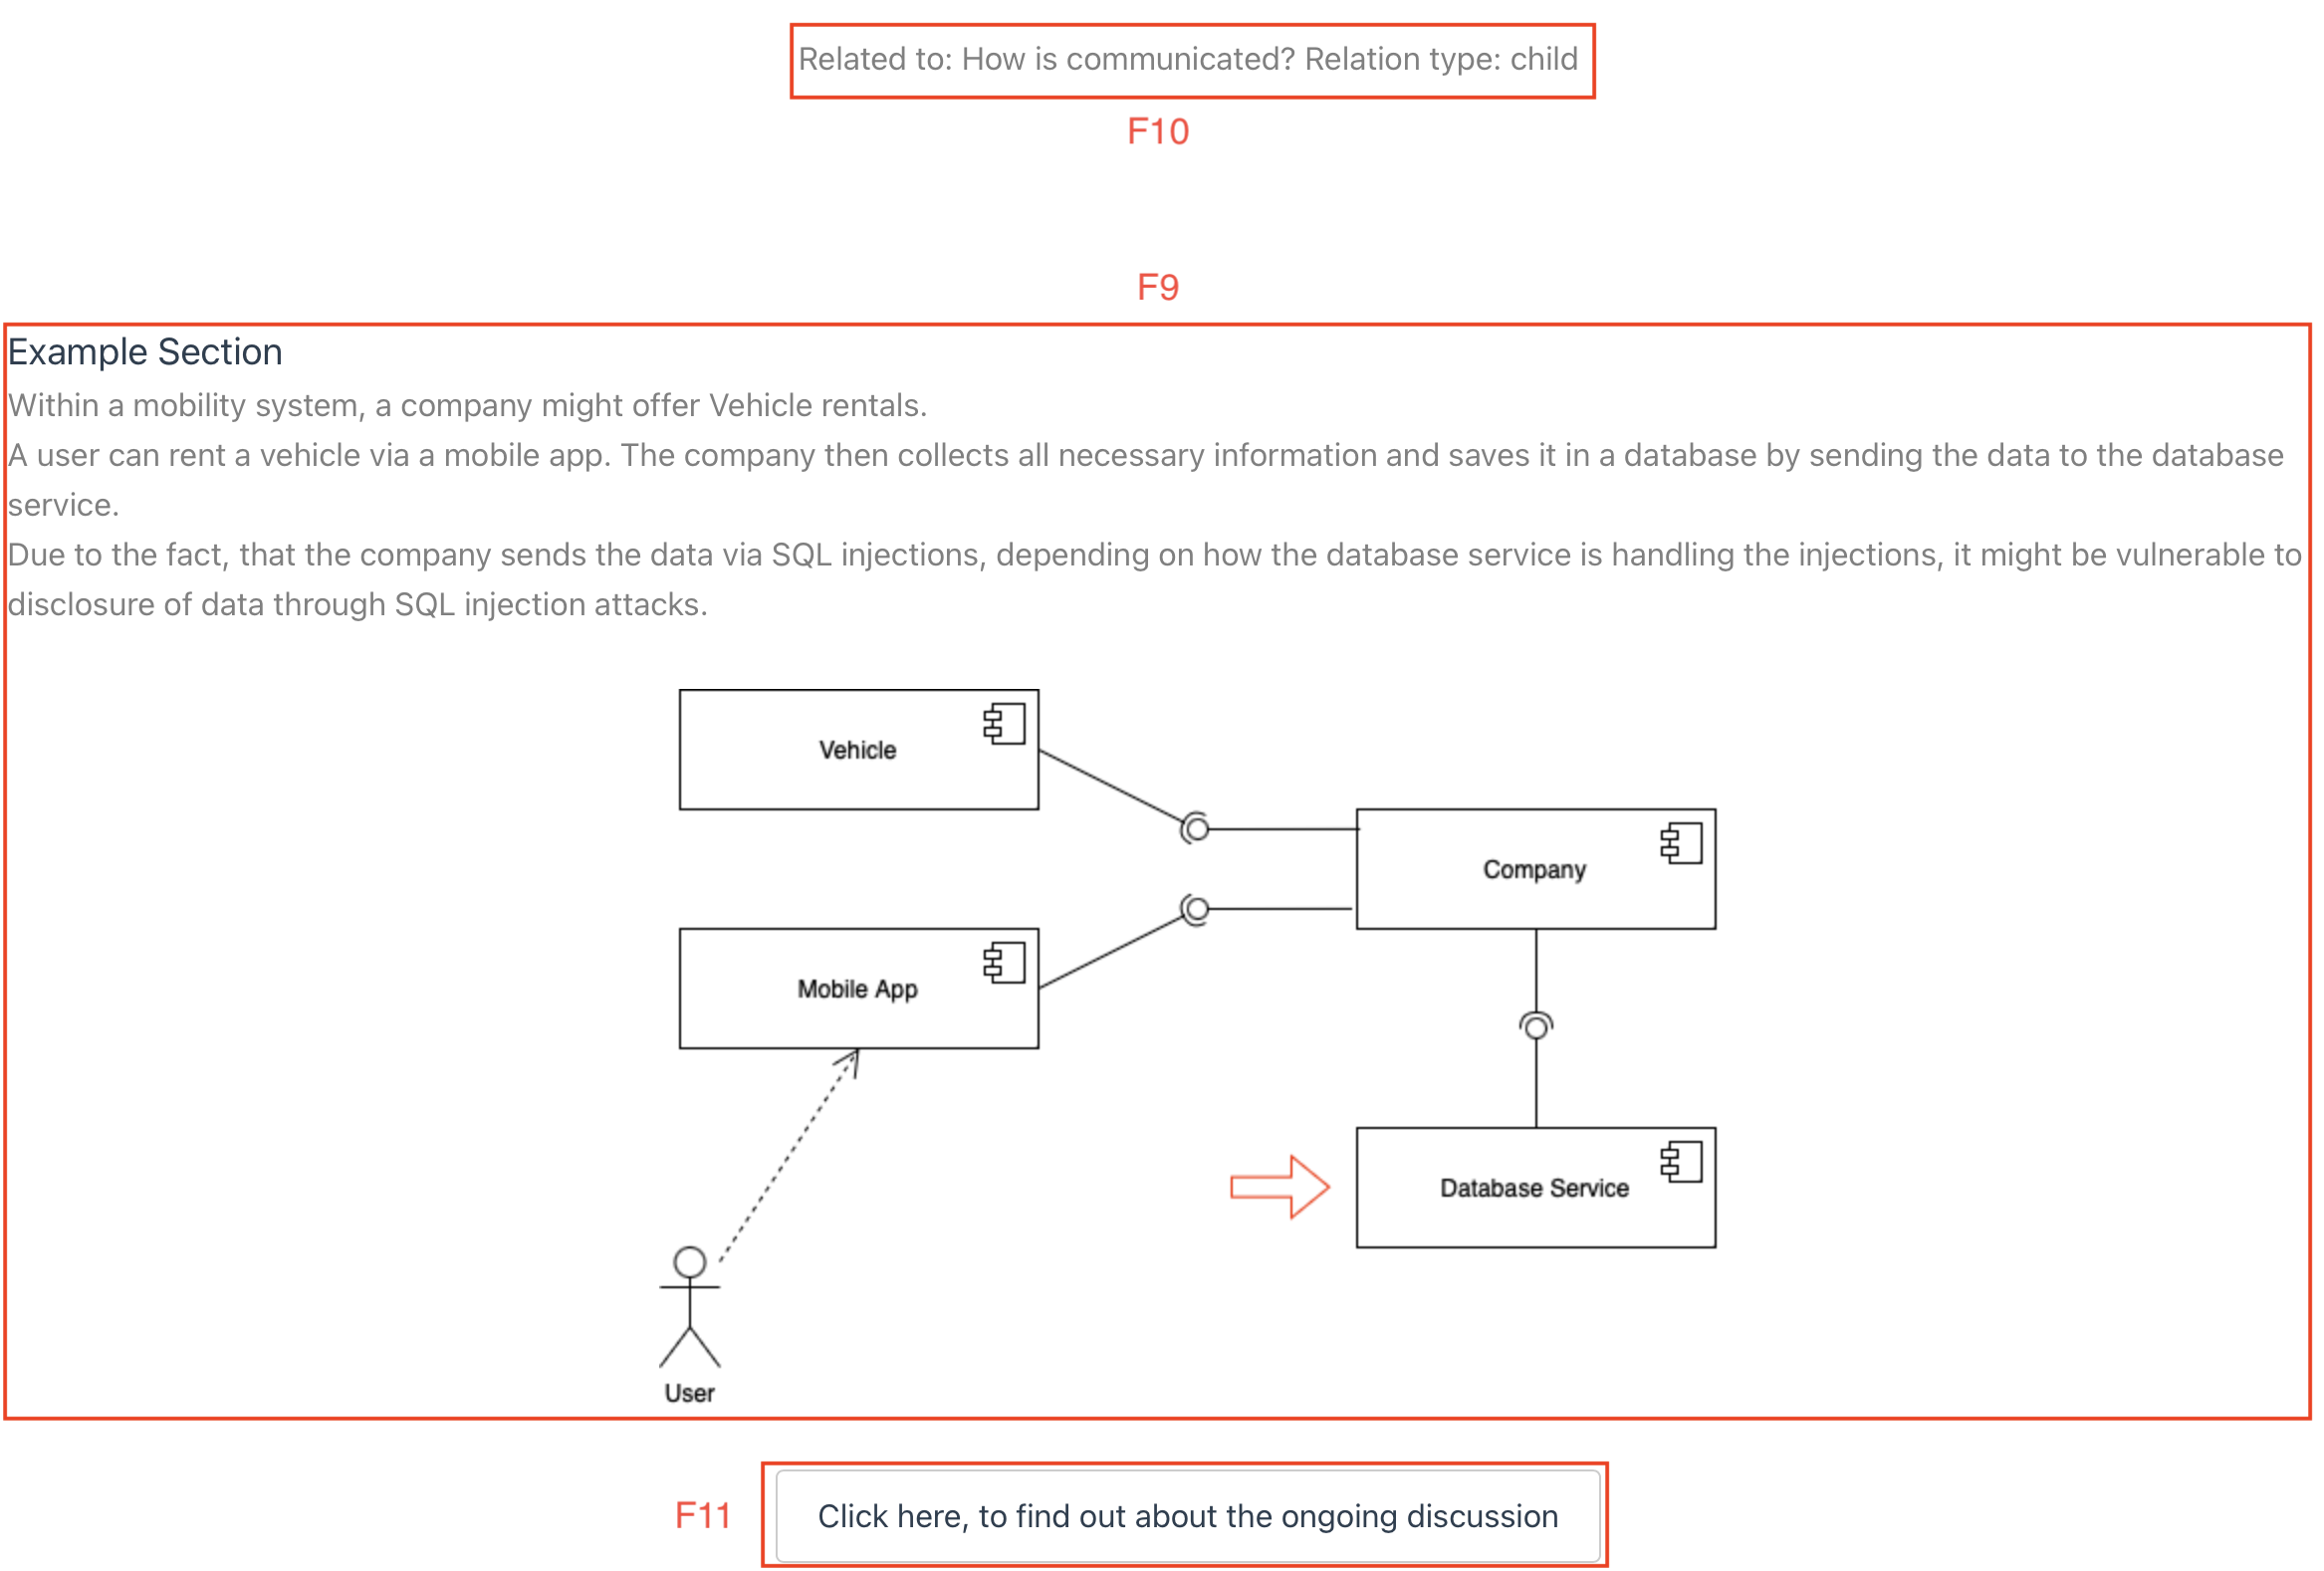 Related to: How is communicated? Relation type: child
F10
F9
Example Section
Within a mobility system, a company might offer Vehicle rentals.
A user can rent a vehicle via a mobile app. The company then collects all necessary information and saves it in a database by sending the data to the database
service.
Due to the fact, that the company sends the data via SQL injections, depending on how the database service is handling the injections, it might be vulnerable to
disclosure of data through SQL injection attacks.
Vehicle
Company
Mobile App
Database Service
User
F11
Click here, to find out about the ongoing discussion